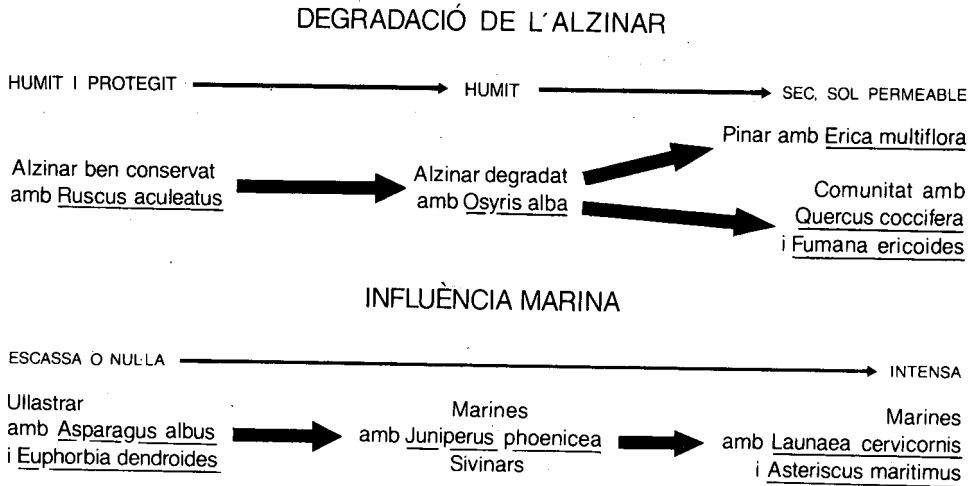 DEGRADACIÓ DE L'ALZINAR
HUMIT I PROTEGIT
HUMIT
SEC, SOL PERMEABLE
Alzinar ben conservat
amb Ruscus aculeatus
Alzinar degradat
amb Osyris alba
Pinar amb Erica multiflora
Comunitat amb
Quercus coccifera
i Fumana ericoides
INFLUÈNCIA MARINA
ESCASSA O NUL·LA
INTENSA
Ullastrar
amb Asparagus albus
i Euphorbia dendroides
Marines
amb Juniperus phoenicea
Sivinars
Marines
amb Launaea cervicornis
i Asteriscus maritimus